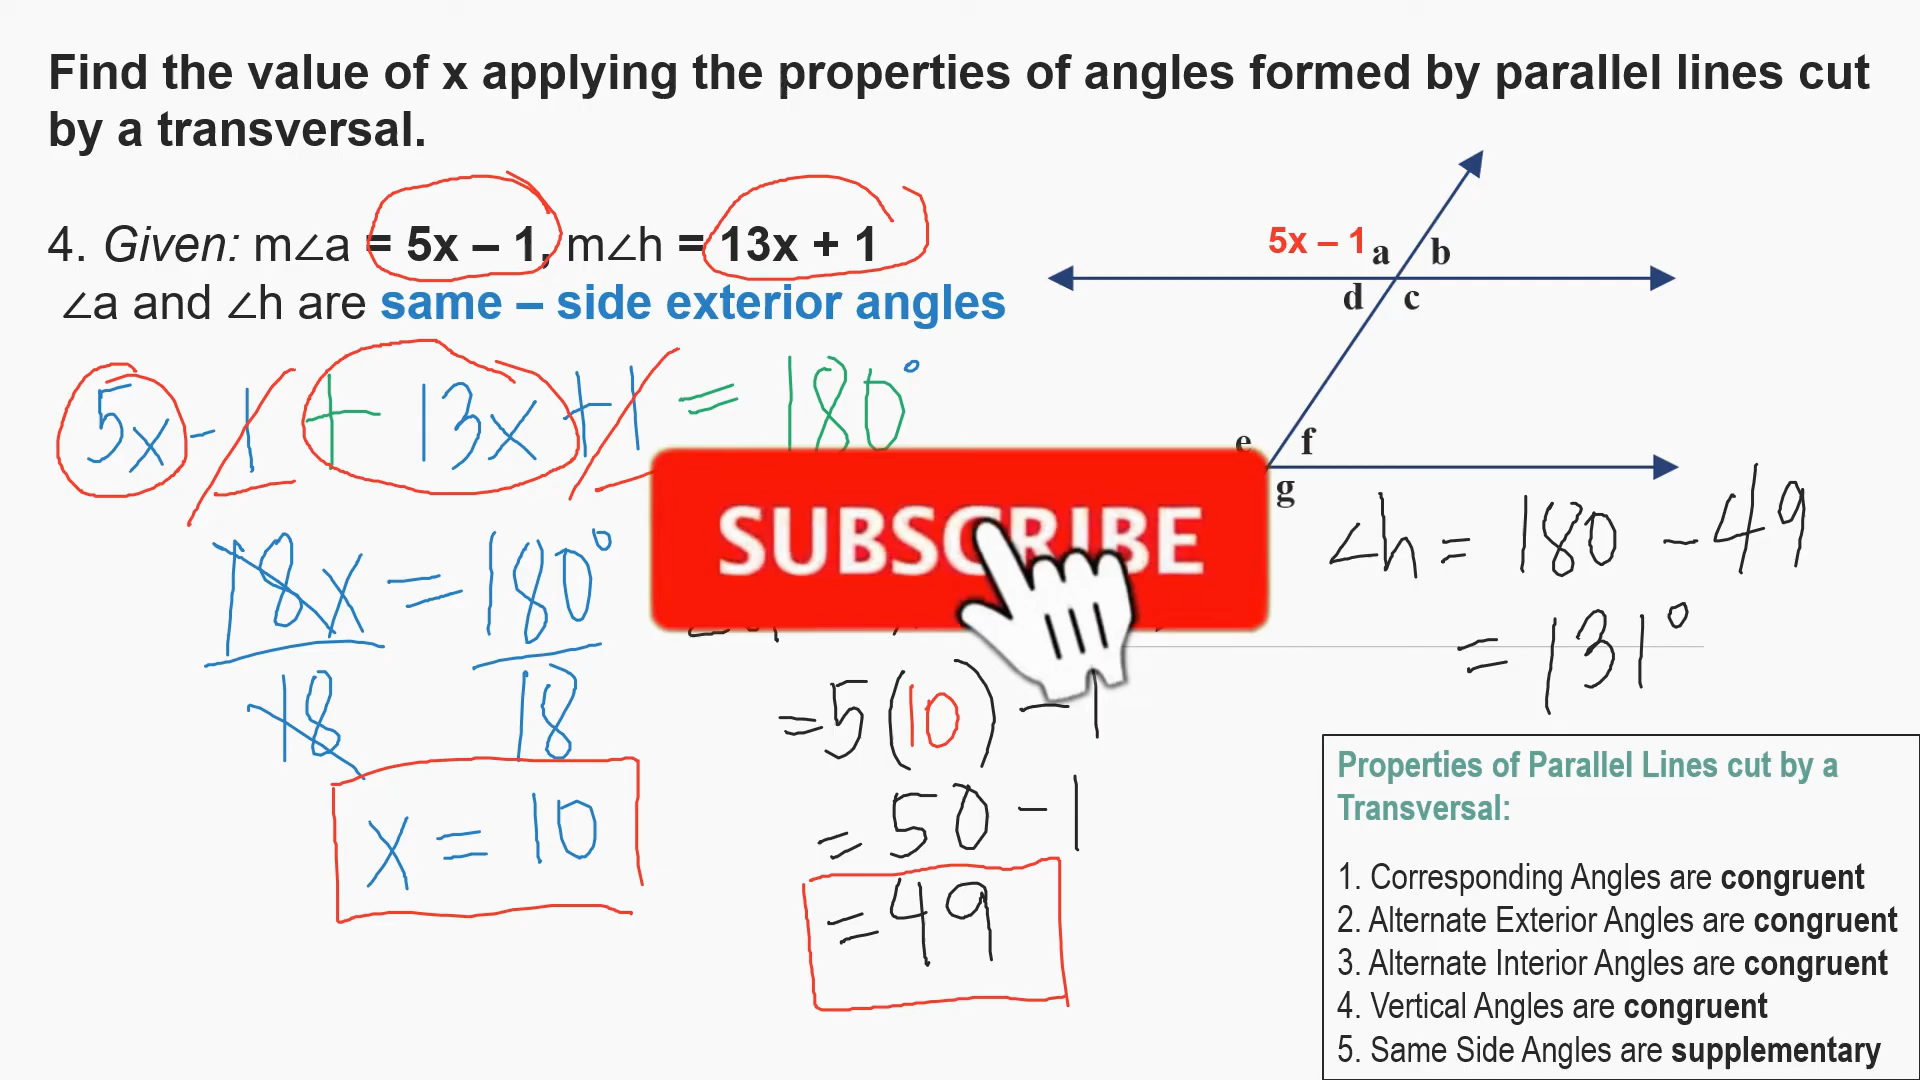 Find the value of x applying the properties of angles formed by parallel lines cut
by a transversal.
4. Given: m∠a = 5x – 1, m∠h = 13x + 1
∠a and ∠h are same – side exterior angles
5x - 1 + 13x + 1 = 180°
18x = 180°
18 18
x = 10
SUBSCRIBE
= 5(10) - 1
= 50 - 1
= 49
5x – 1
a
b
d
c
e
f
g
∠h = 180 - 49
= 131°
Properties of Parallel Lines cut by a
Transversal:
1. Corresponding Angles are congruent
2. Alternate Exterior Angles are congruent
3. Alternate Interior Angles are congruent
4. Vertical Angles are congruent
5. Same Side Angles are supplementary